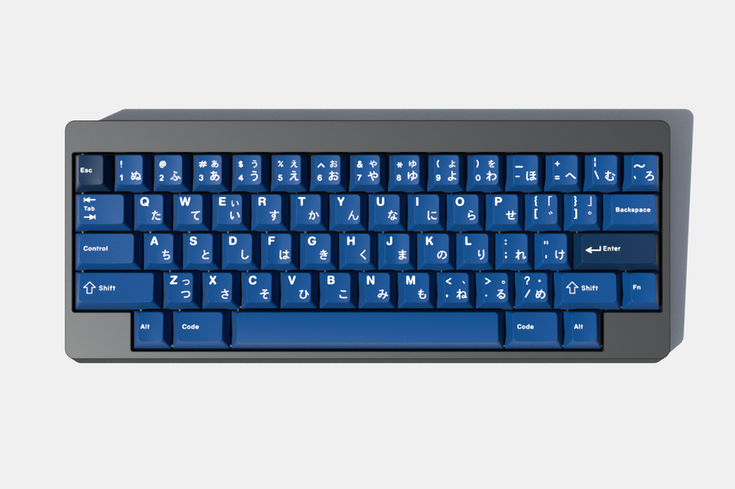 Esc ! 1 ぬ @ 2 ふ # ぁ 3 あ $ ぅ 4 う % ぇ 5 え ^ ぉ 6 お & ゃ 7 や * ゅ 8 ゆ ( ょ 9 よ ) を 0 わ — - ほ + = へ ¦ \ む ~ 、 ろ
Tab Q た W て E ぃ い R す T か Y ん U な I に O ら P せ { 「 [ ゛ } 」 ] ゜ Backspace
Control A ち S と D し F は G き H く J ま K の L り : ; れ " , け Enter
Shift Z っ つ X さ C そ V ひ B こ N み M も < 、 , ね > 。 . る ? ・ / め Shift Fn
Alt Code Code Alt